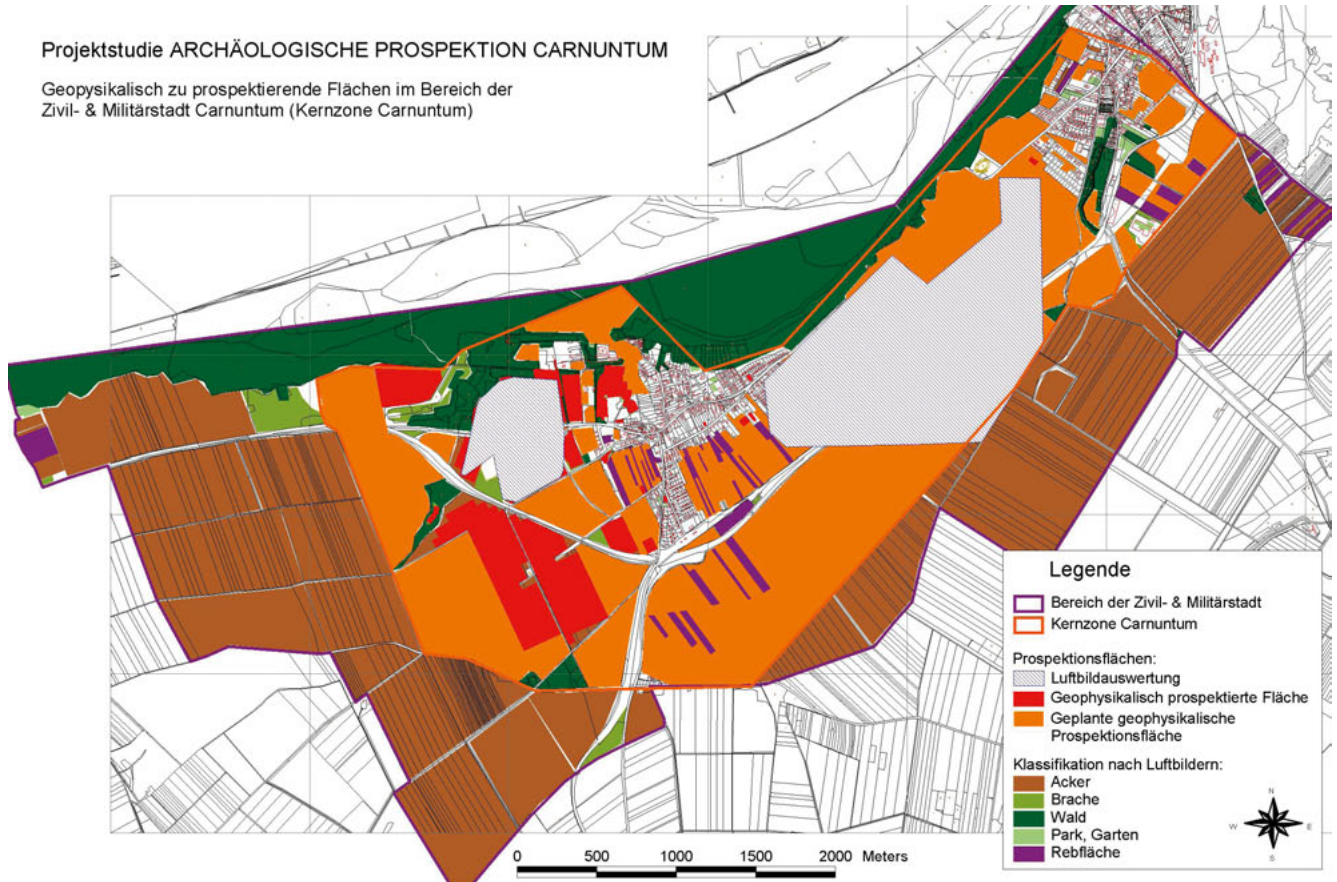 Projektstudie ARCHÄOLOGISCHE PROSPEKTION CARNUNTUM
Geopysikalisch zu prospektierende Flächen im Bereich der
Zivil- & Militärstadt Carnuntum (Kernzone Carnuntum)
Legende
Bereich der Zivil- & Militärstadt
Kernzone Carnuntum
Prospektionsflächen:
Luftbildauswertung
Geophysikalisch prospektierte Fläche
Geplante geophysikalische
Prospektionsfläche
Klassifikation nach Luftbildern:
Acker
Brache
Wald
Park, Garten
Rebfläche
N
W E
S
0 500 1000 1500 2000 Meters